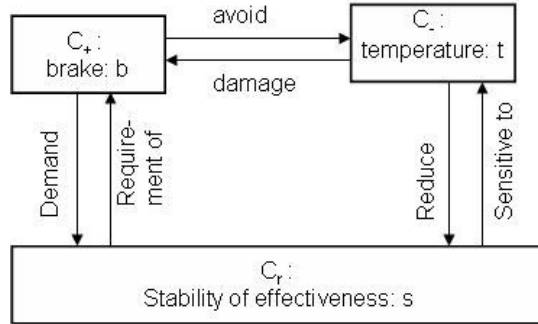 C+ :
brake: b
avoid
damage
C- :
temperature: t
Demand
Require-
ment of
Reduce
Sensitive to
Cr :
Stability of effectiveness: s